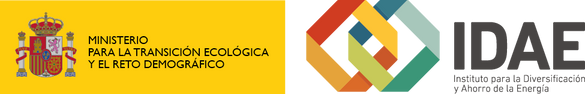 MINISTERIO
PARA LA TRANSICIÓN ECOLÓGICA
Y EL RETO DEMOGRÁFICO
IDAE
Instituto para la Diversificación
y Ahorro de la Energía